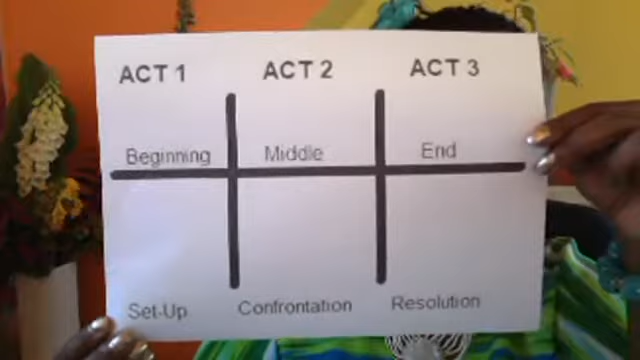 ACT 1 ACT 2 ACT 3
Beginning Middle End
Set-Up Confrontation Resolution